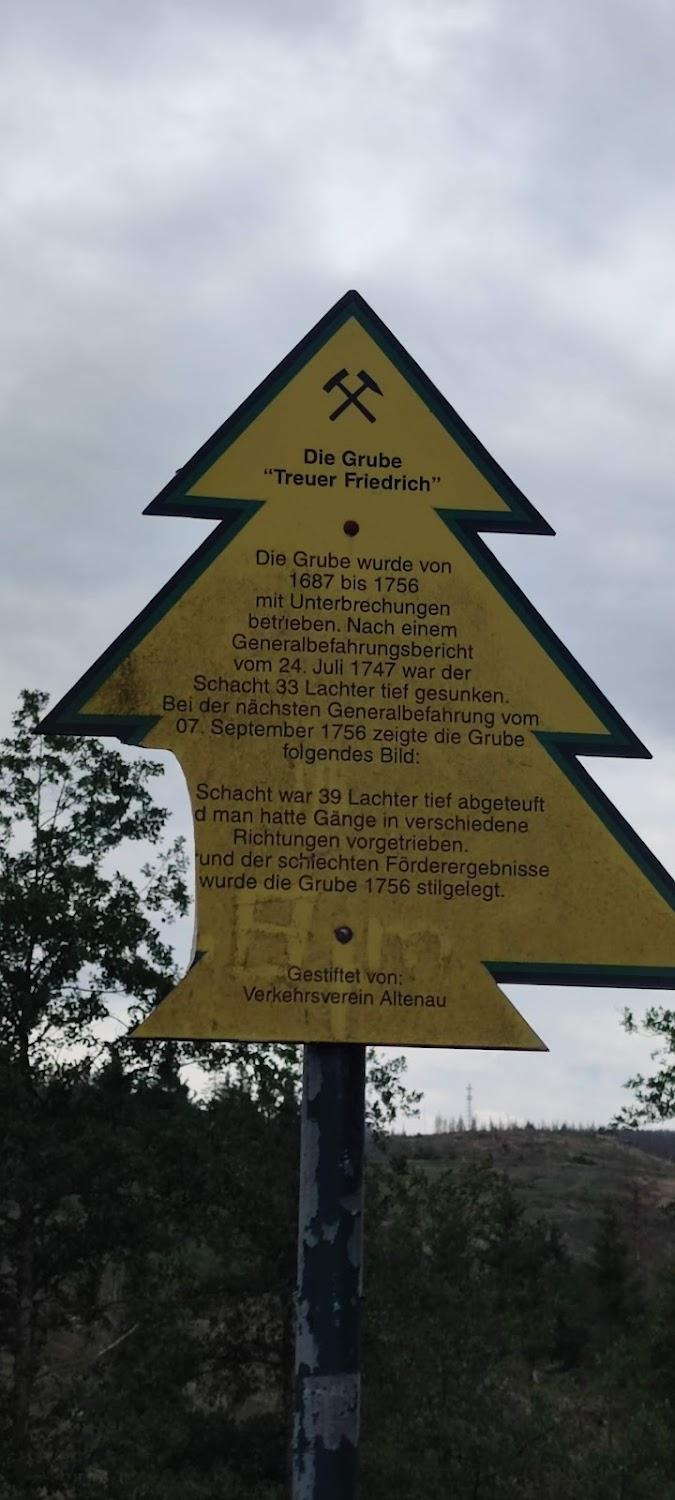 Die Grube
“Treuer Friedrich”
Die Grube wurde von
1687 bis 1756
mit Unterbrechungen
betrieben. Nach einem
Generalbefahrungsbericht
vom 24. Juli 1747 war der
Schacht 33 Lachter tief gesunken.
Bei der nächsten Generalbefahrung vom
07. September 1756 zeigte die Grube
folgendes Bild:
Schacht war 39 Lachter tief abgeteuft
d man hatte Gänge in verschiedene
Richtungen vorgetrieben.
und der schlechten Förderergebnisse
wurde die Grube 1756 stilgelegt.
Gestiftet von:
Verkehrsverein Altenau